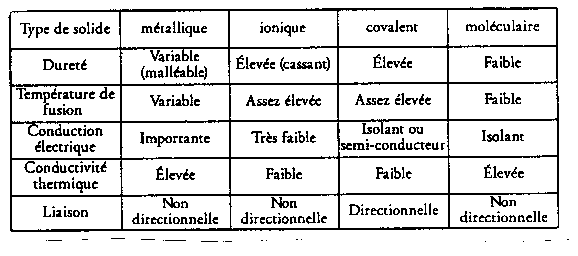 Type de solide métallique ionique covalent moléculaire
Dureté Variable (malléable) Élevée (cassant) Élevée Faible
Température de fusion Variable Assez élevée Assez élevée Faible
Conduction électrique Importante Très faible Isolant ou semi-conducteur Isolant
Conductivité thermique Élevée Faible Faible Élevée
Liaison Non directionnelle Non directionnelle Directionnelle Non directionnelle